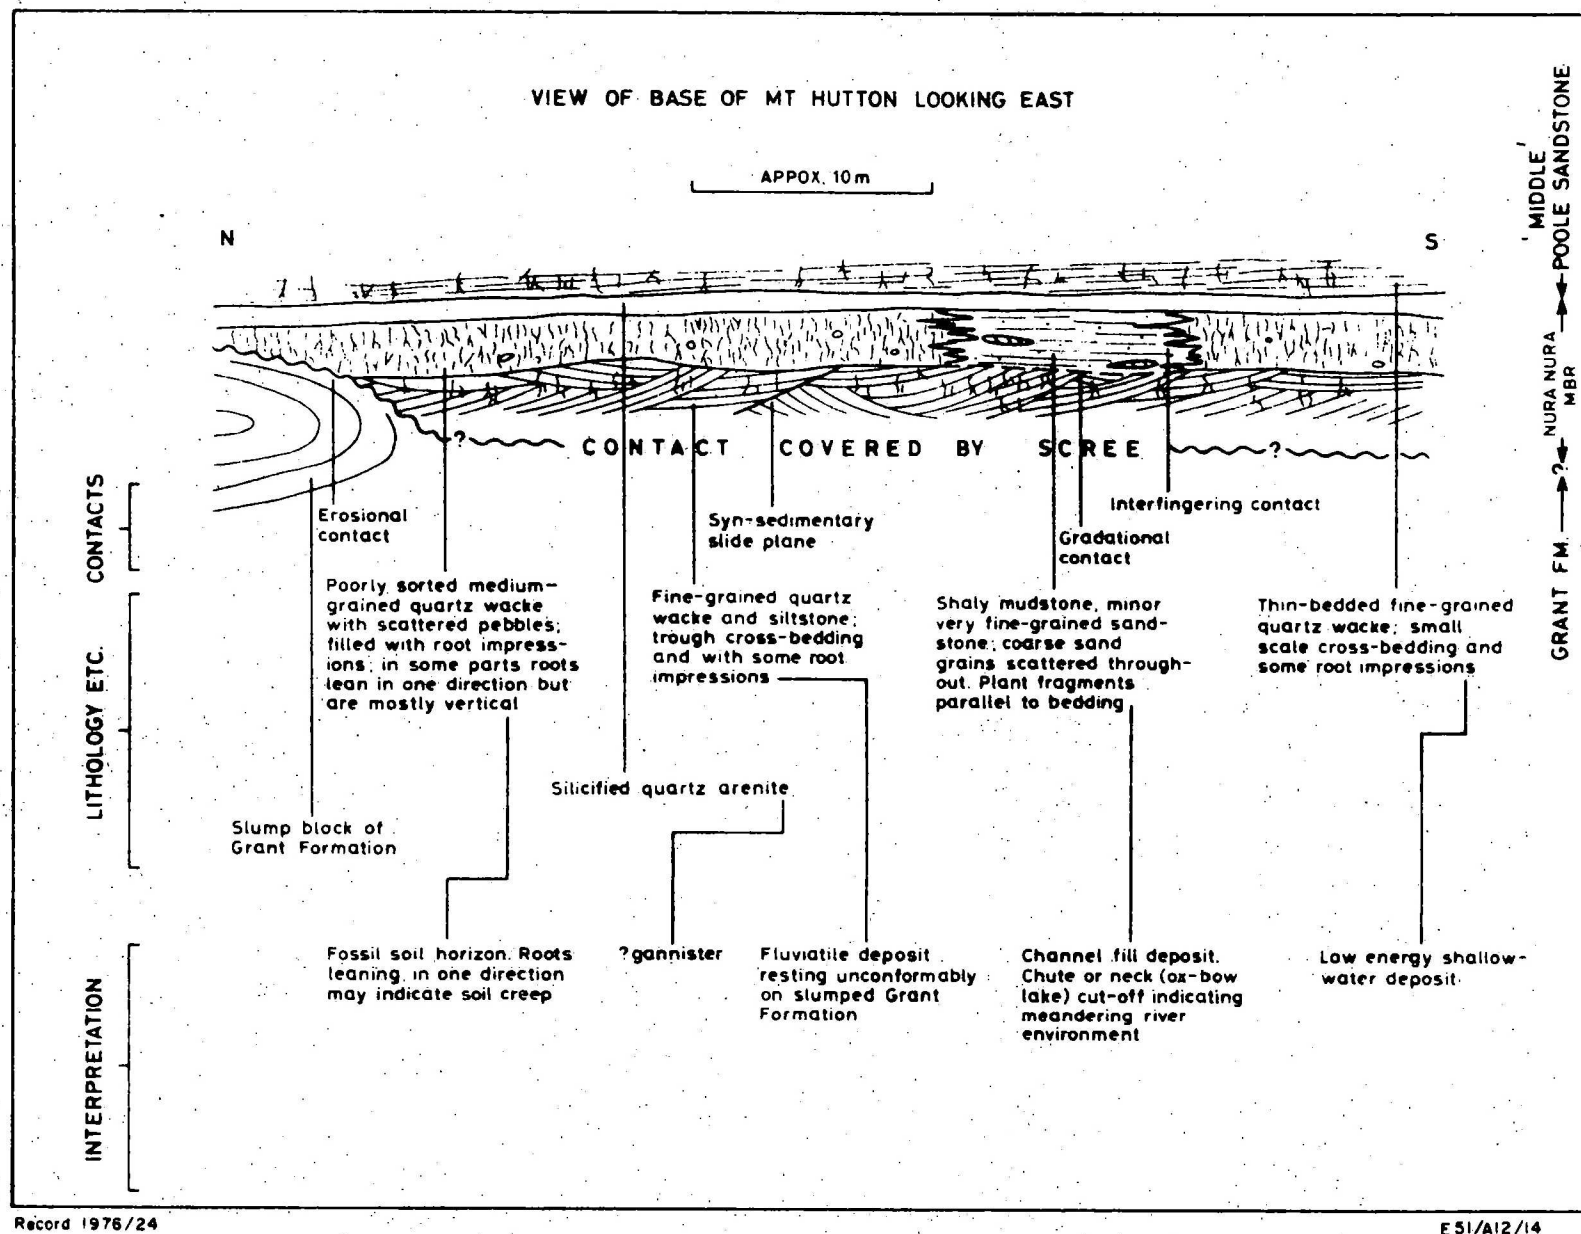 VIEW OF BASE OF MT HUTTON LOOKING EAST
APPOX. 10m
N
S
'MIDDLE'
POOLE SANDSTONE
NURA NURA
MBR
?
GRANT FM.
?
CONTACT COVERED BY SCREE
?
CONTACTS
Erosional
contact
Syn-sedimentary
slide plane
Gradational
contact
Interfingering contact
LITHOLOGY ETC.
Poorly sorted medium-
grained quartz wacke
with scattered pebbles;
filled with root impress-
ions; in some parts roots
lean in one direction but
are mostly vertical
Fine-grained quartz
wacke and siltstone;
trough cross-bedding
and with some root
impressions
Shaly mudstone, minor
very fine-grained sand-
stone; coarse sand
grains scattered through-
out. Plant fragments
parallel to bedding
Thin-bedded fine-grained
quartz wacke; small
scale cross-bedding and
some root impressions
Silicified quartz arenite
Slump block of
Grant Formation
INTERPRETATION
Fossil soil horizon. Roots
leaning in one direction
may indicate soil creep
?gannister
Fluviatile deposit
resting unconformably
on slumped Grant
Formation
Channel fill deposit.
Chute or neck (ox-bow
lake) cut-off indicating
meandering river
environment
Low energy shallow-
water deposit
Record 1976/24
E51/A12/14